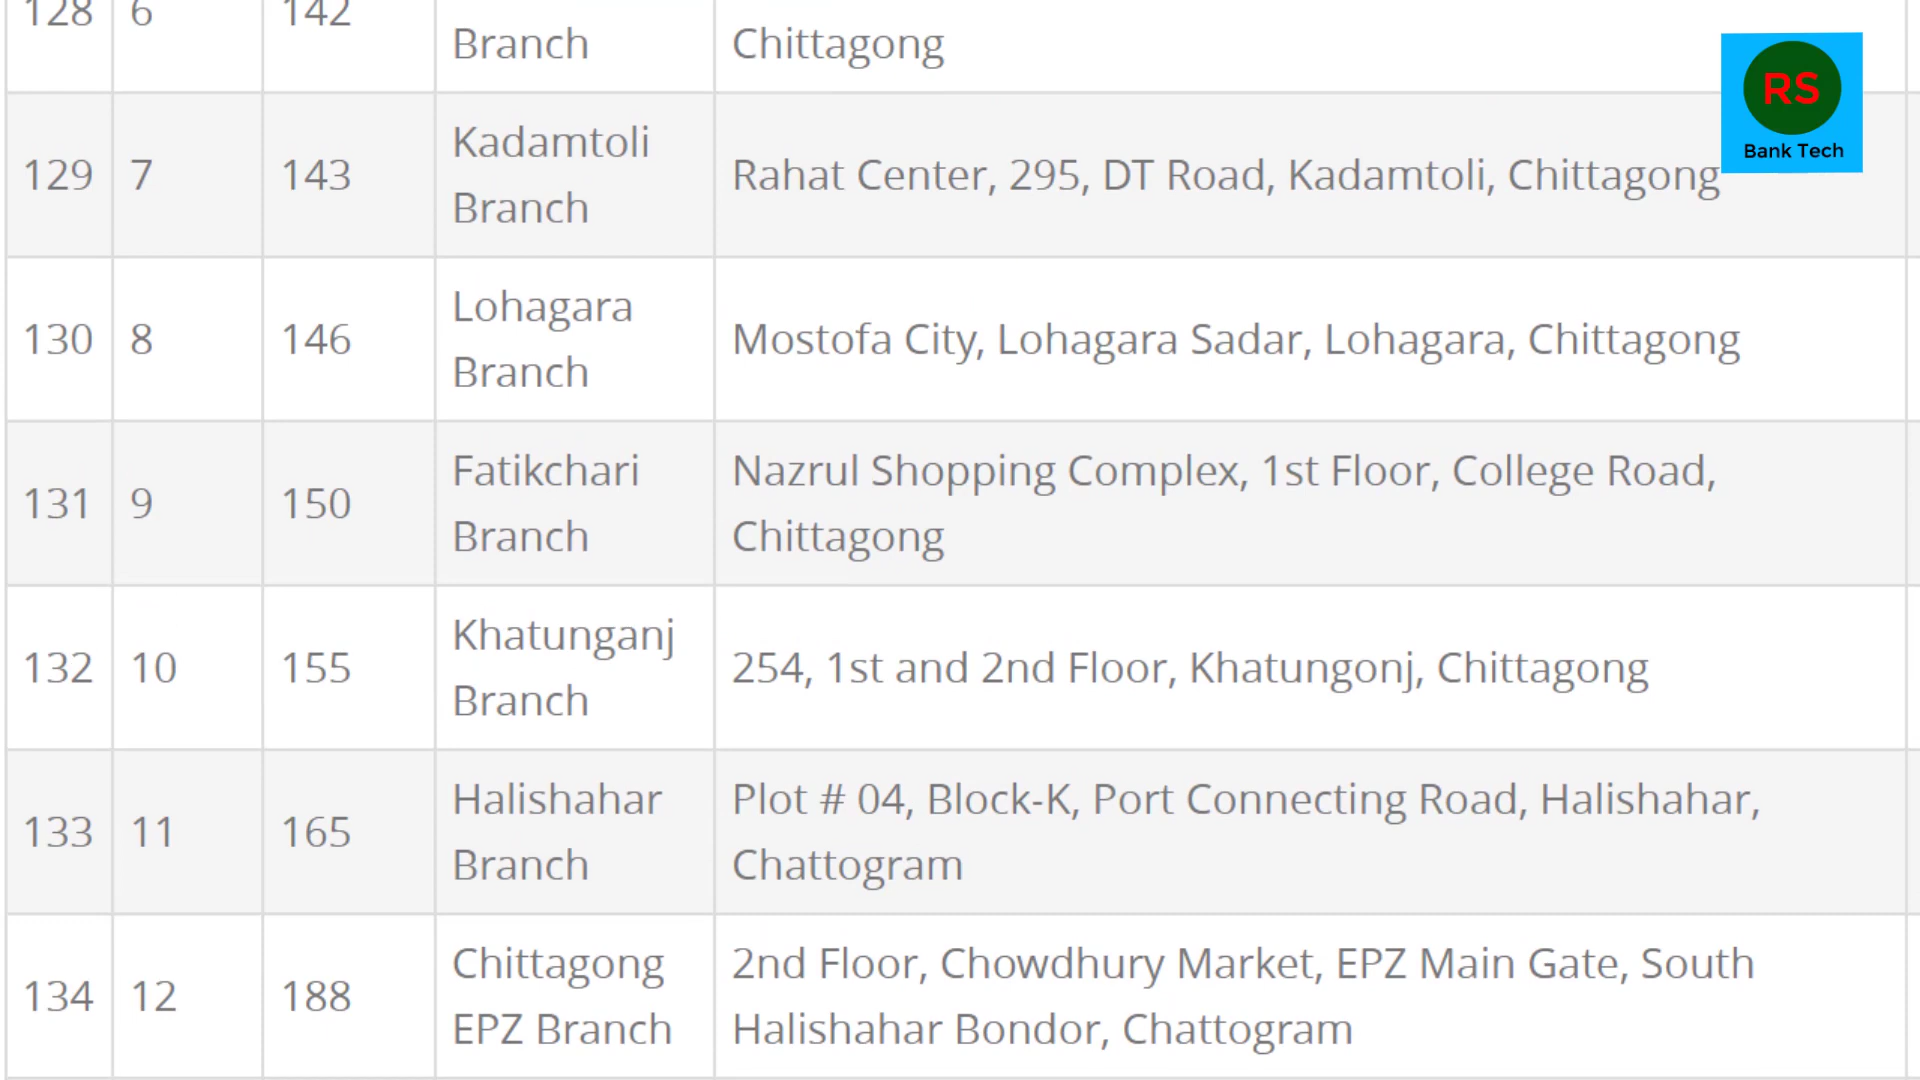 128 6 142 Branch Chittagong
129 7 143 Kadamtoli Branch Rahat Center, 295, DT Road, Kadamtoli, Chittagong
130 8 146 Lohagara Branch Mostofa City, Lohagara Sadar, Lohagara, Chittagong
131 9 150 Fatikchari Branch Nazrul Shopping Complex, 1st Floor, College Road, Chittagong
132 10 155 Khatunganj Branch 254, 1st and 2nd Floor, Khatungonj, Chittagong
133 11 165 Halishahar Branch Plot # 04, Block-K, Port Connecting Road, Halishahar, Chattogram
134 12 188 Chittagong EPZ Branch 2nd Floor, Chowdhury Market, EPZ Main Gate, South Halishahar Bondor, Chattogram
RS
Bank Tech